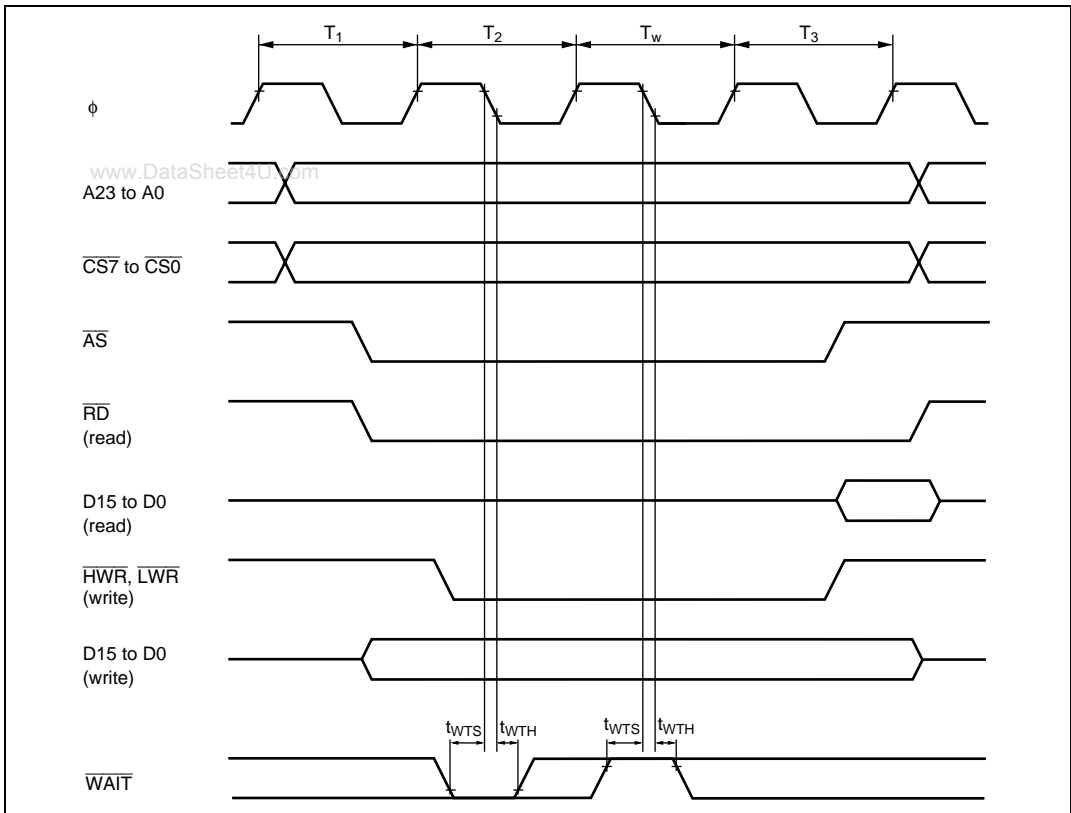 T1 T2 Tw T3
φ
www.DataSheet4U.com
A23 to A0
CS7 to CS0
AS
RD
(read)
D15 to D0
(read)
HWR, LWR
(write)
D15 to D0
(write)
tWTS tWTH tWTS tWTH
WAIT